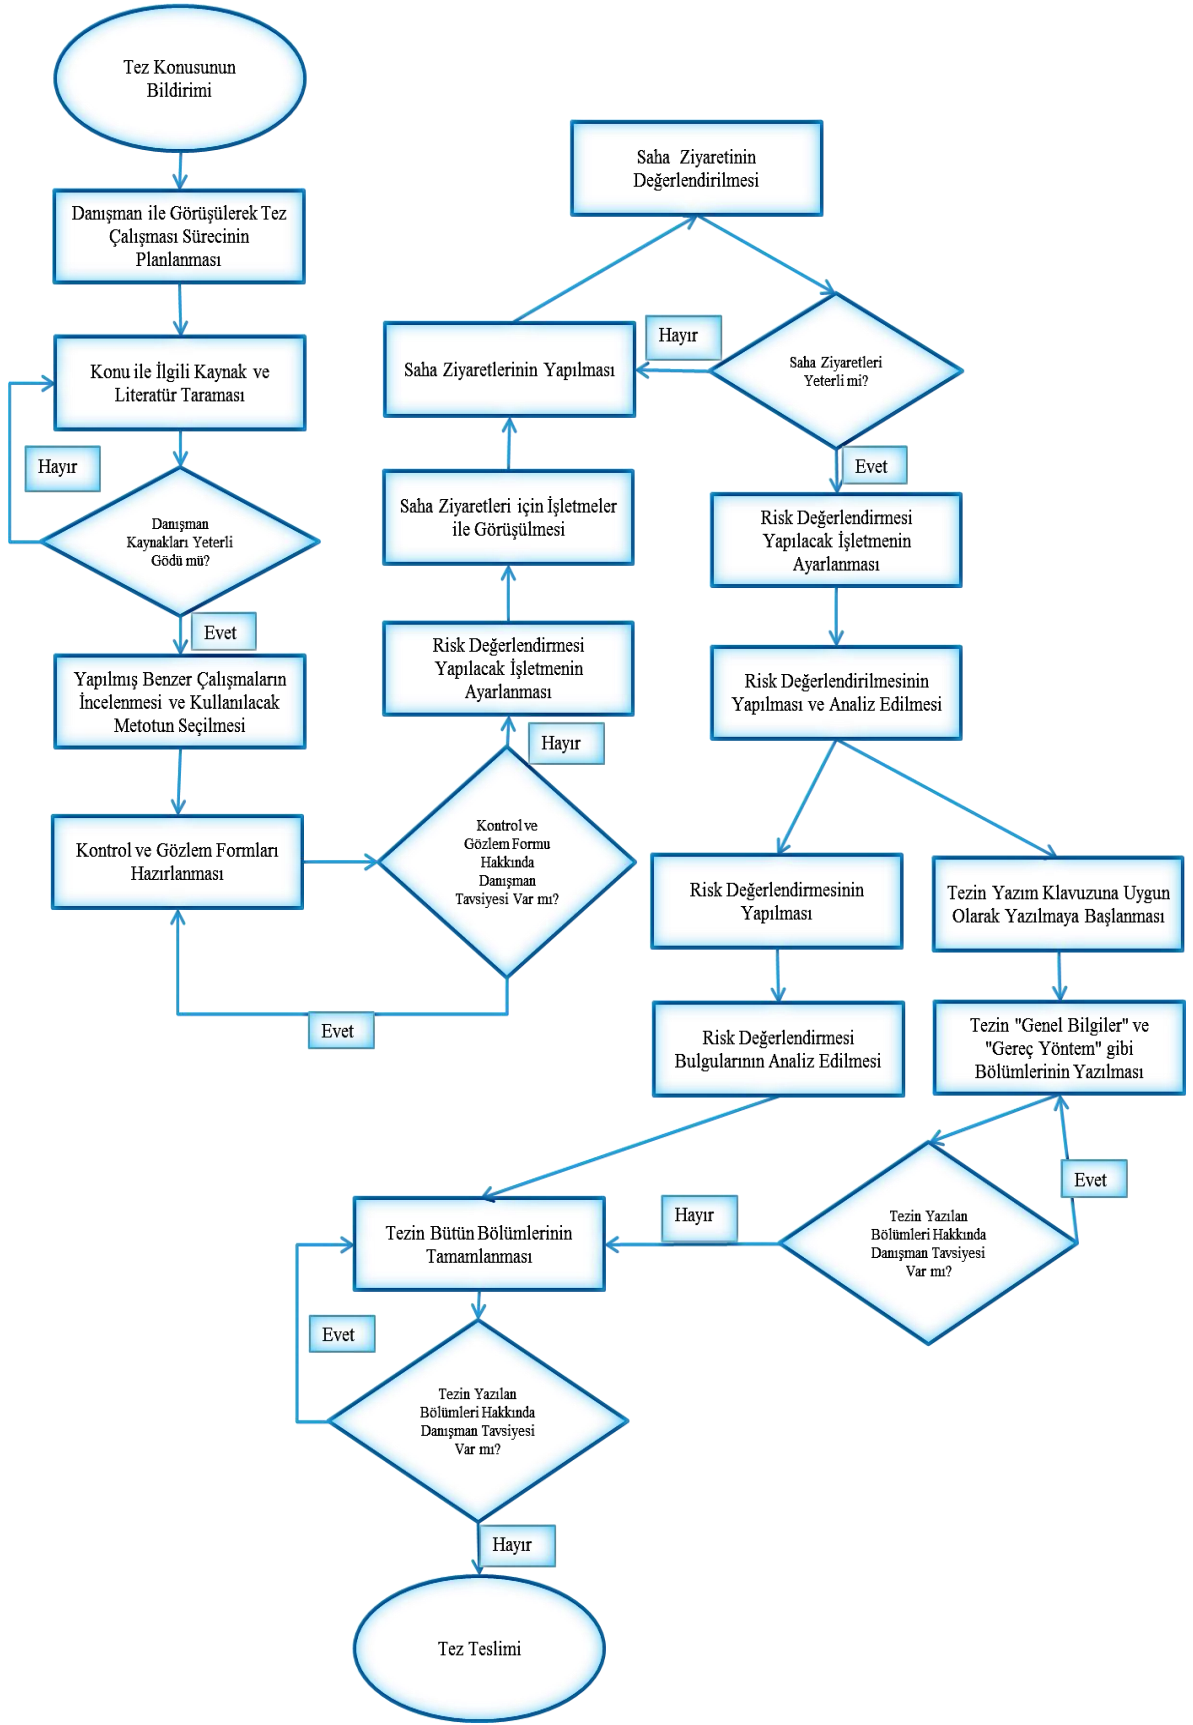 Tez Konusunun
Bildirimi
Danışman ile Görüşülerek Tez
Çalışması Sürecinin
Planlanması
Konu ile İlgili Kaynak ve
Literatür Taraması
Hayır
Danışman
Kaynakları Yeterli
Gödü mü?
Evet
Yapılmış Benzer Çalışmaların
İncelenmesi ve Kullanılacak
Metotun Seçilmesi
Kontrol ve Gözlem Formları
Hazırlanması
Kontrol ve
Gözlem Formu
Hakkında
Danışman
Tavsiyesi Var mı?
Evet
Hayır
Risk Değerlendirmesi
Yapılacak İşletmenin
Ayarlanması
Saha Ziyaretleri için İşletmeler
ile Görüşülmesi
Saha Ziyaretlerinin Yapılması
Saha Ziyaretinin
Değerlendirilmesi
Saha Ziyaretleri
Yeterli mi?
Hayır
Evet
Risk Değerlendirmesi
Yapılacak İşletmenin
Ayarlanması
Risk Değerlendirilmesinin
Yapılması ve Analiz Edilmesi
Risk Değerlendirmesinin
Yapılması
Risk Değerlendirmesi
Bulgularının Analiz Edilmesi
Tezin Yazım Klavuzuna Uygun
Olarak Yazılmaya Başlanması
Tezin "Genel Bilgiler" ve
"Gereç Yöntem" gibi
Bölümlerinin Yazılması
Evet
Tezin Yazılan
Bölümleri Hakkında
Danışman Tavsiyesi
Var mı?
Hayır
Tezin Bütün Bölümlerinin
Tamamlanması
Evet
Tezin Yazılan
Bölümleri Hakkında
Danışman Tavsiyesi
Var mı?
Hayır
Tez Teslimi